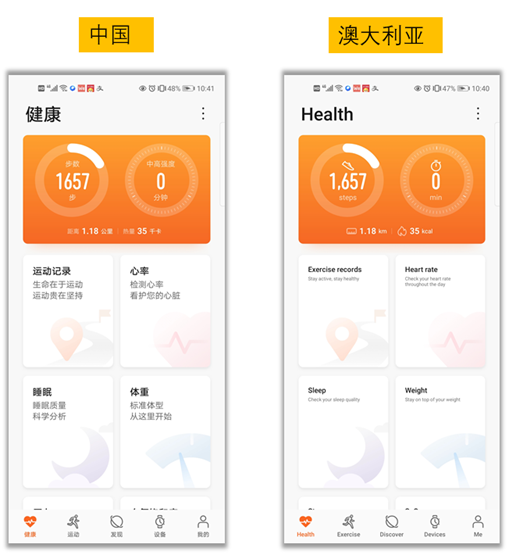 中国
澳大利亚
48% 10:41
健康
步数
1657
步
中高强度
0
分钟
距离 1.18 公里 热量 35 千卡
运动记录
生命在于运动
运动贵在坚持
心率
检测心率
看护您的心脏
睡眠
睡眠质量
科学分析
体重
标准体型
从这里开始
健康 运动 发现 设备 我的
47% 10:40
Health
1,657
steps
0
min
1.18 km 35 kcal
Exercise records
Stay active, stay healthy
Heart rate
Check your heart rate
throughout the day
Sleep
Check your sleep quality
Weight
Stay on top of your weight
Health Exercise Discover Devices Me